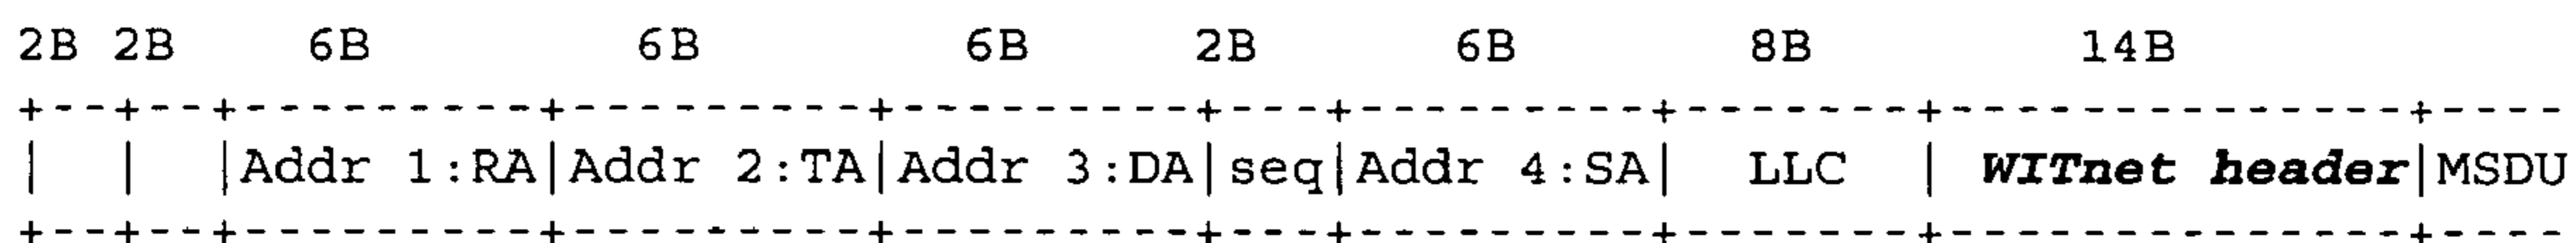 2B 2B 6B 6B 6B 2B 6B 8B 14B
+--+--+----------+----------+----------+----+----------+--------+---------------+----
| | |Addr 1:RA|Addr 2:TA|Addr 3:DA|seq|Addr 4:SA| LLC | WITnet header|MSDU
+--+--+----------+----------+----------+----+----------+--------+---------------+----